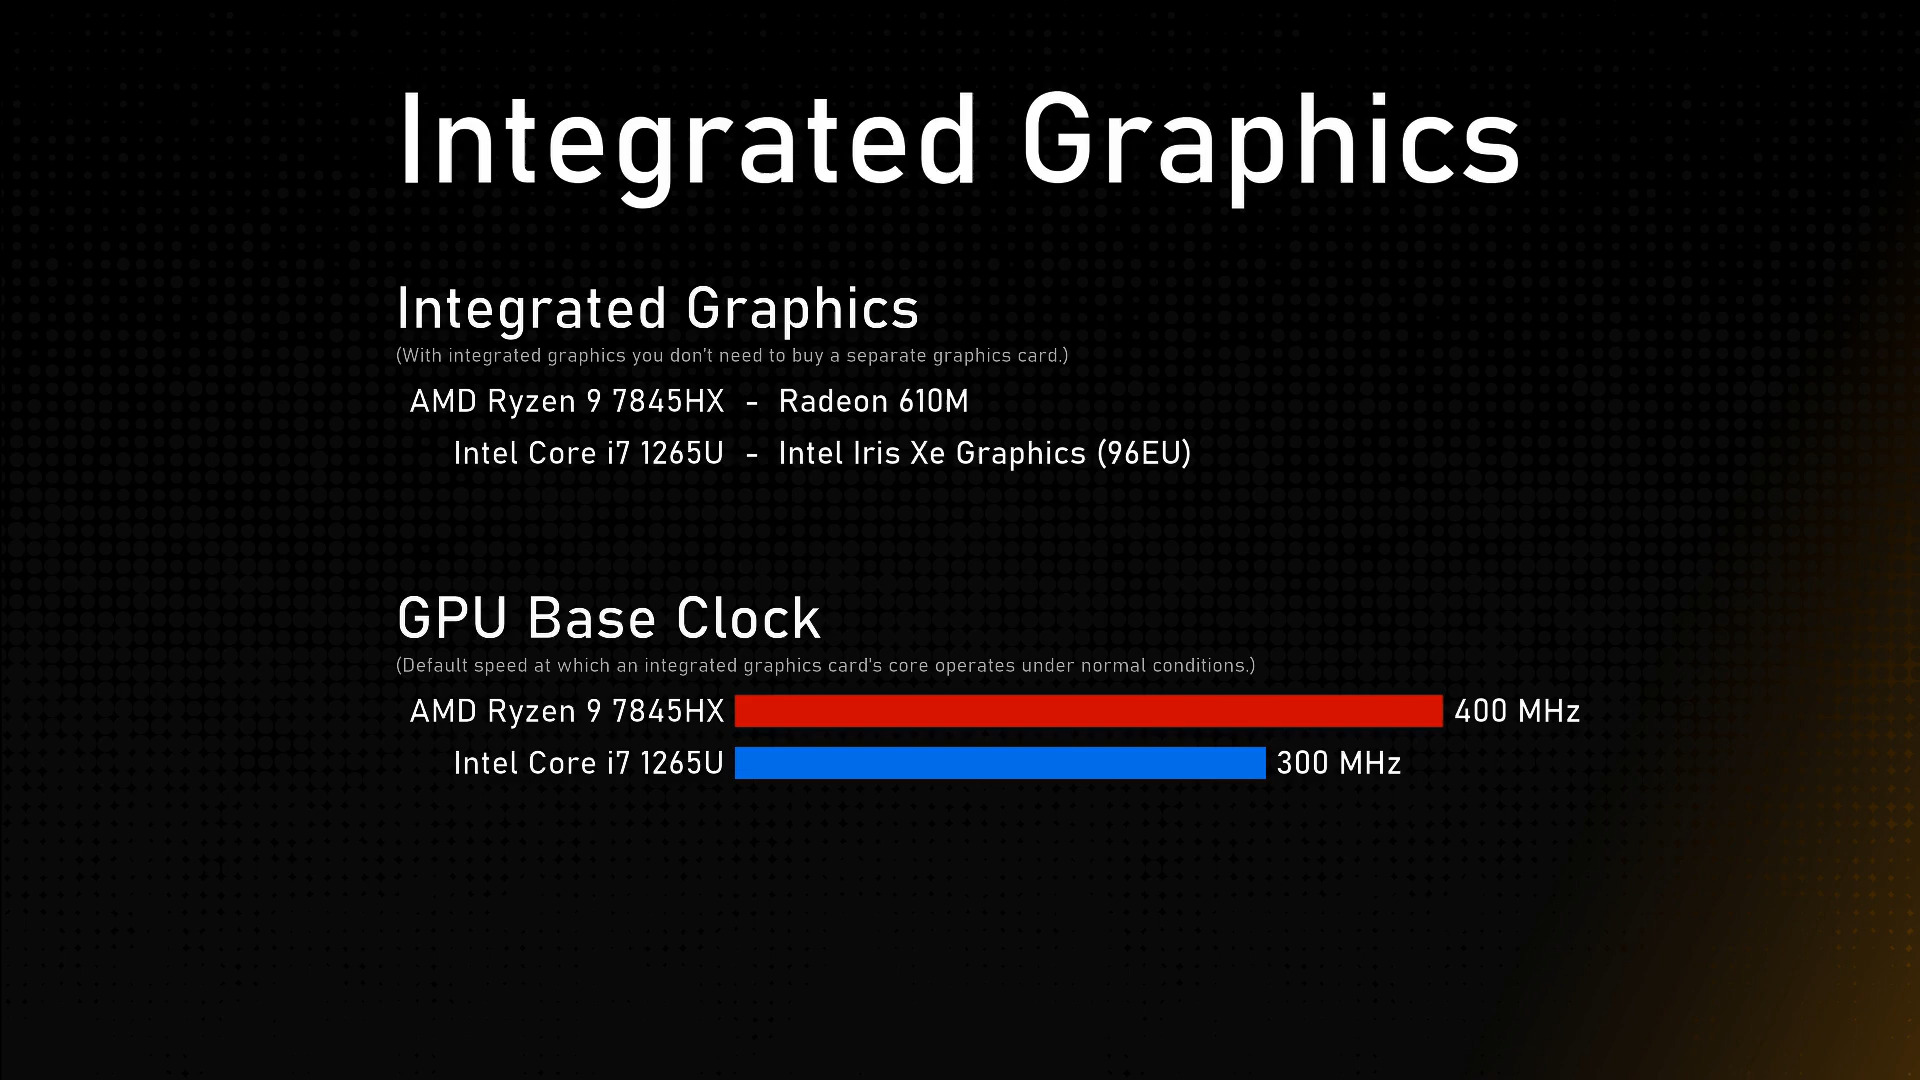 Integrated Graphics
Integrated Graphics
(With integrated graphics you don't need to buy a separate graphics card.)
AMD Ryzen 9 7845HX - Radeon 610M
Intel Core i7 1265U - Intel Iris Xe Graphics (96EU)
GPU Base Clock
(Default speed at which an integrated graphics card's core operates under normal conditions.)
AMD Ryzen 9 7845HX 400 MHz
Intel Core i7 1265U 300 MHz